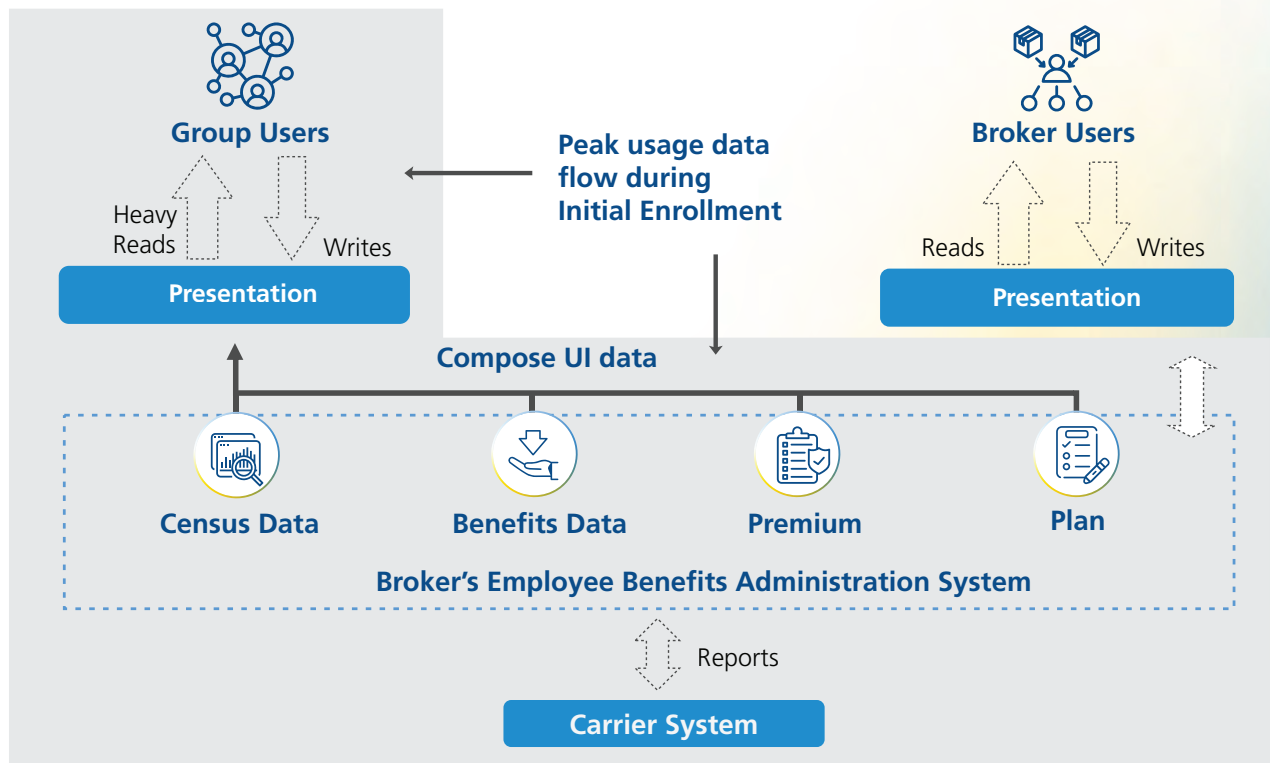 Group Users
Broker Users
Peak usage data
flow during
Initial Enrollment
Heavy
Reads
Writes
Reads
Writes
Presentation
Presentation
Compose UI data
Census Data
Benefits Data
Premium
Plan
Broker’s Employee Benefits Administration System
Reports
Carrier System